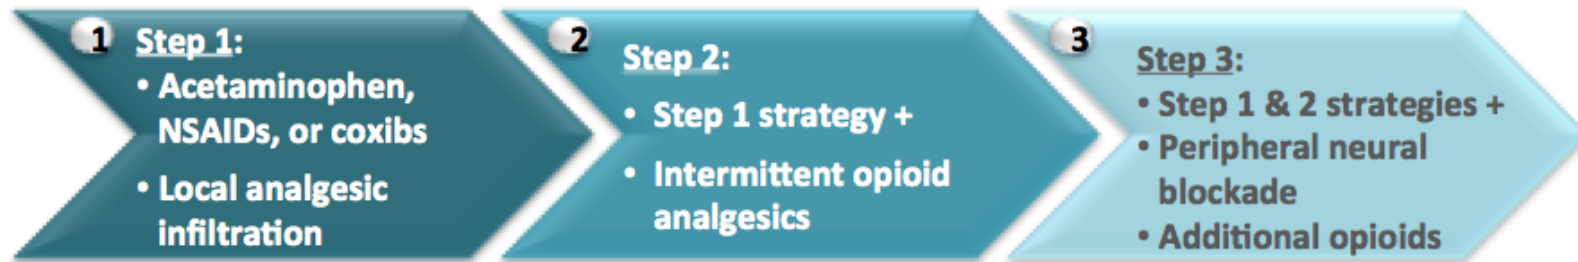 1
Step 1:
• Acetaminophen,
NSAIDs, or coxibs
• Local analgesic
infiltration
2
Step 2:
• Step 1 strategy +
• Intermittent opioid
analgesics
3
Step 3:
• Step 1 & 2 strategies +
• Peripheral neural
blockade
• Additional opioids